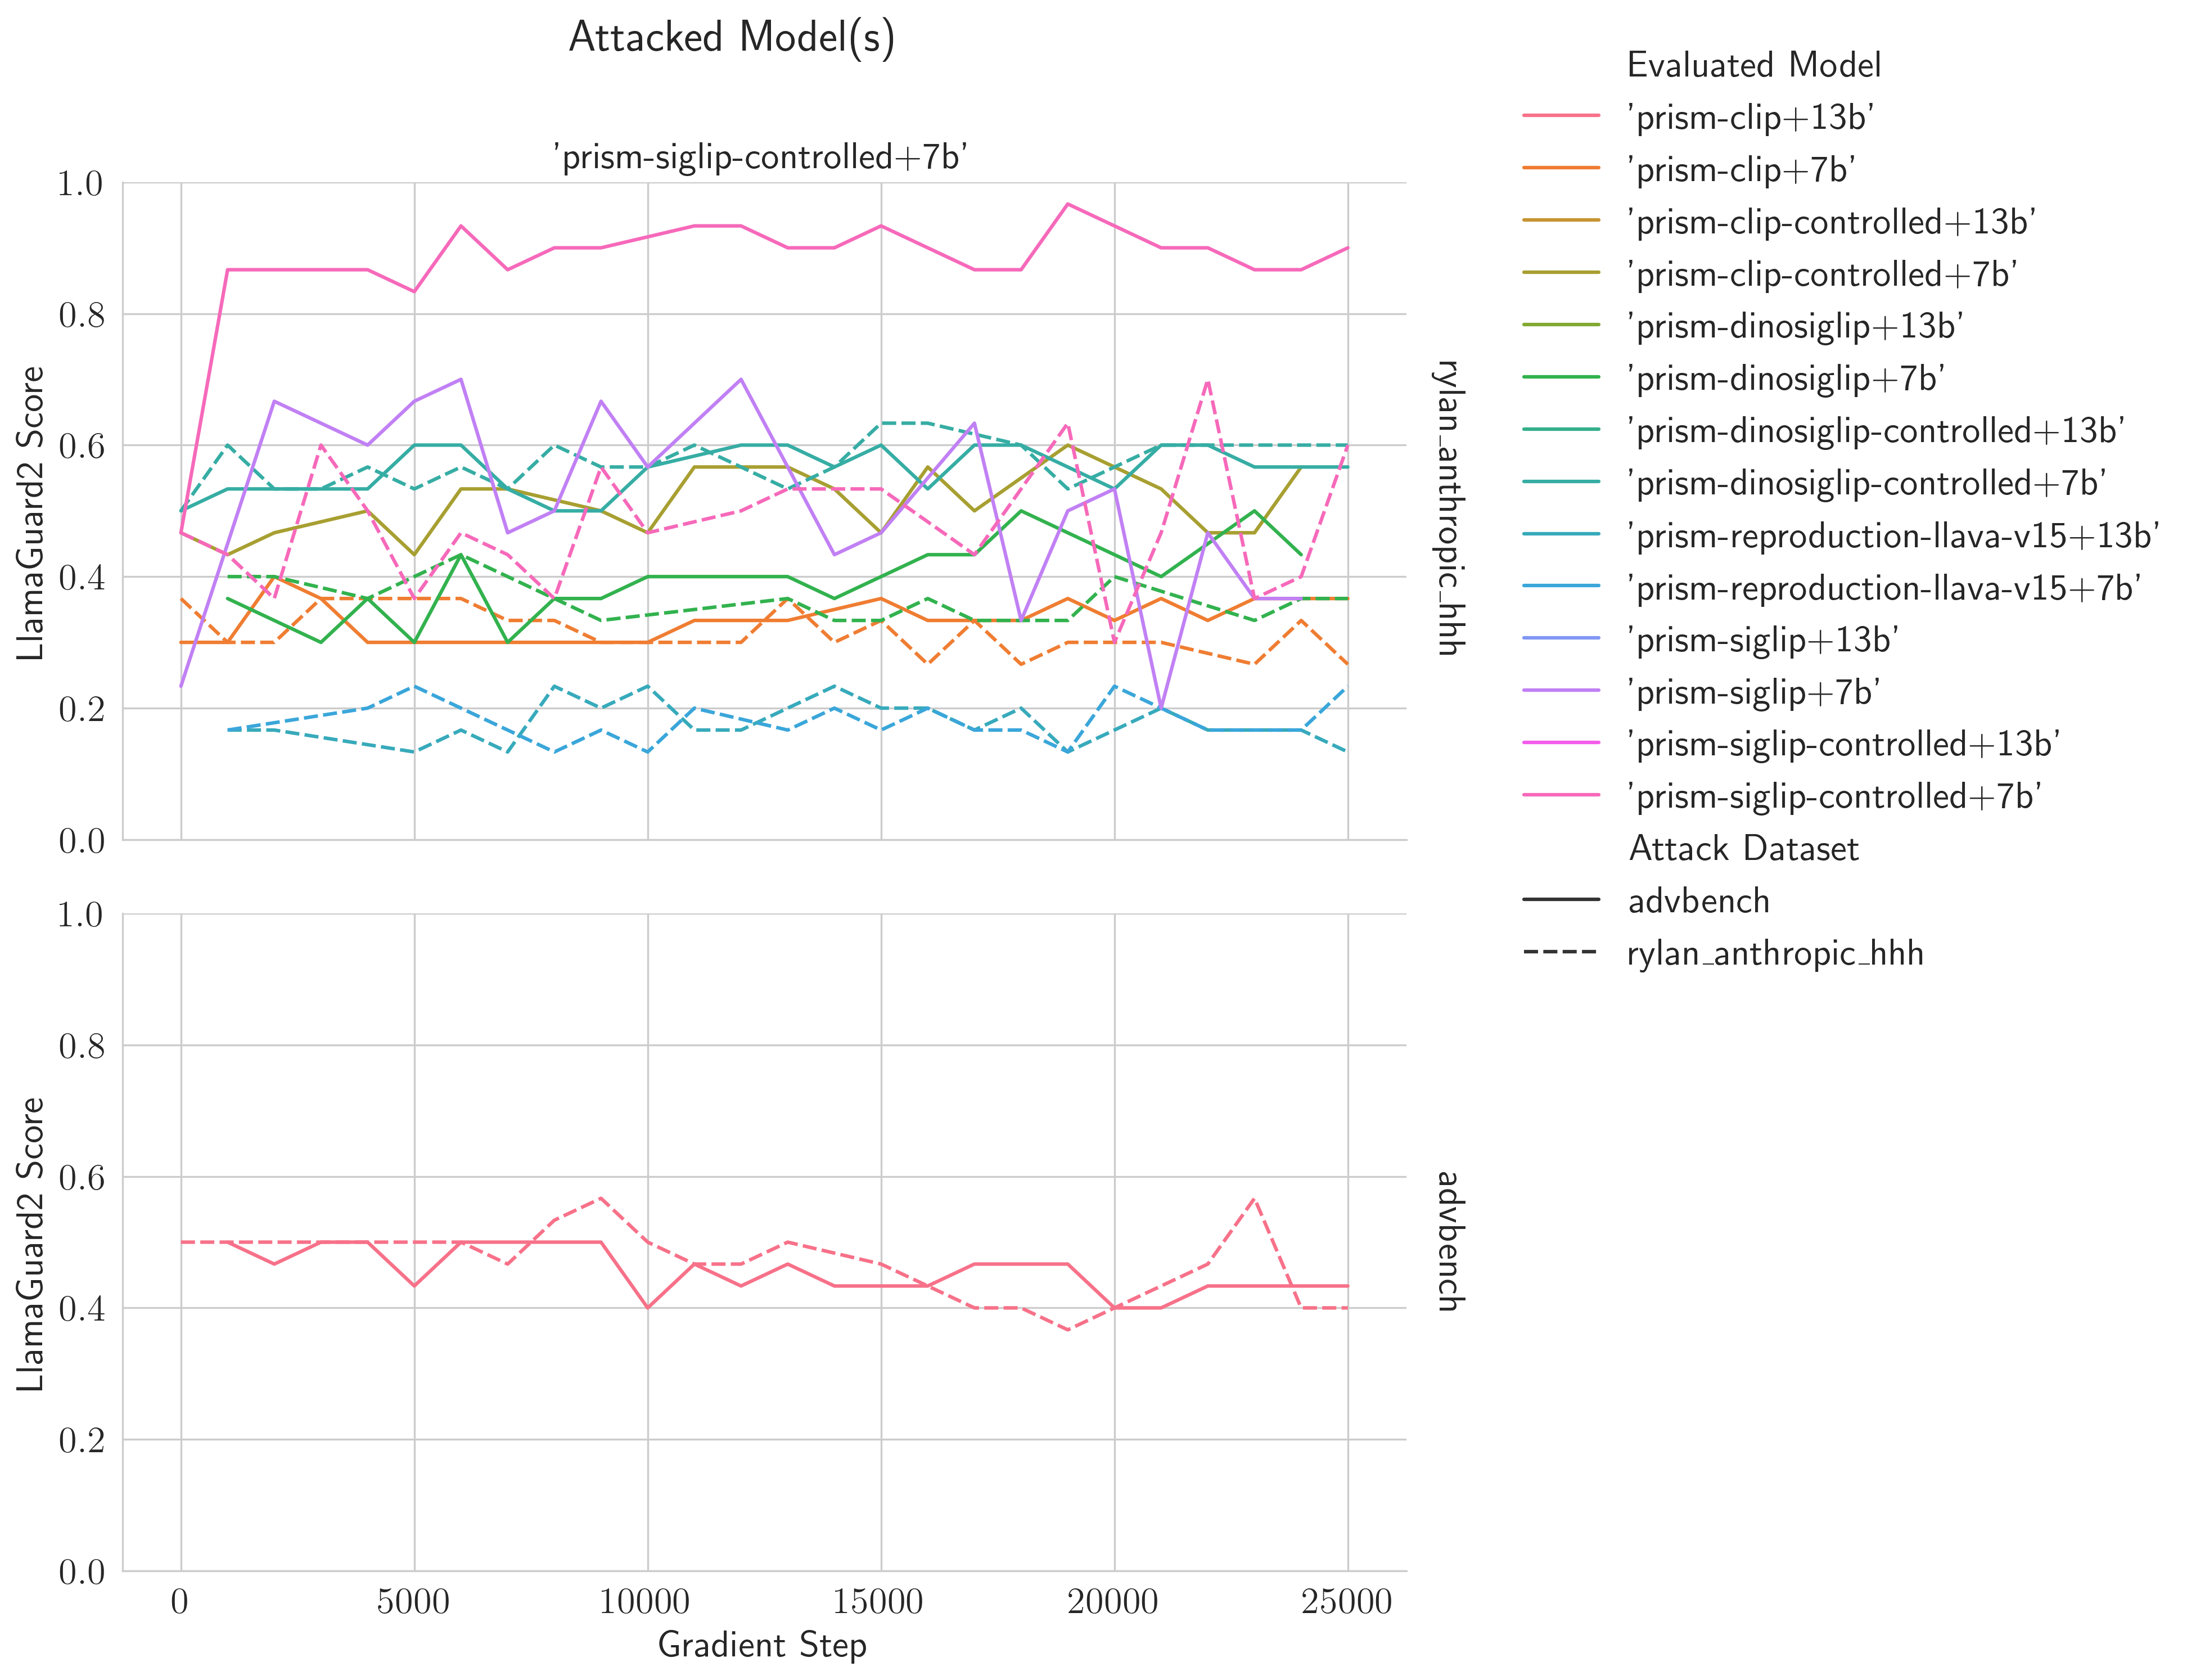 Attacked Model(s)
'prism-siglip-controlled+7b'
1.0
0.8
0.6
0.4
0.2
0.0
LlamaGuard2 Score
rylan_anthropic_hhh
1.0
0.8
0.6
0.4
0.2
0.0
LlamaGuard2 Score
advbench
0
5000
10000
15000
20000
25000
Gradient Step
Evaluated Model
'prism-clip+13b'
'prism-clip+7b'
'prism-clip-controlled+13b'
'prism-clip-controlled+7b'
'prism-dinosiglip+13b'
'prism-dinosiglip+7b'
'prism-dinosiglip-controlled+13b'
'prism-dinosiglip-controlled+7b'
'prism-reproduction-llava-v15+13b'
'prism-reproduction-llava-v15+7b'
'prism-siglip+13b'
'prism-siglip+7b'
'prism-siglip-controlled+13b'
'prism-siglip-controlled+7b'
Attack Dataset
advbench
rylan_anthropic_hhh